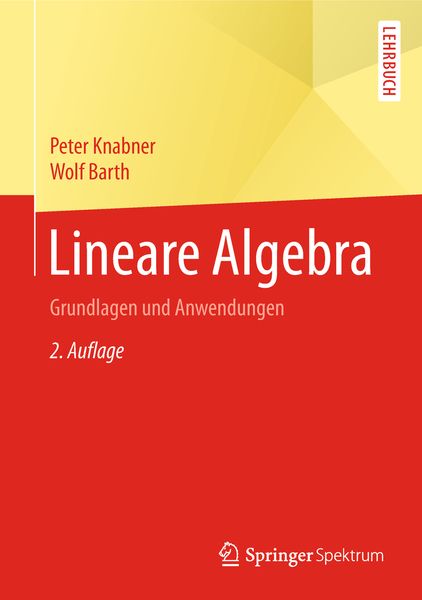 LEHRBUCH
Peter Knabner
Wolf Barth
Lineare Algebra
Grundlagen und Anwendungen
2. Auflage
Springer Spektrum